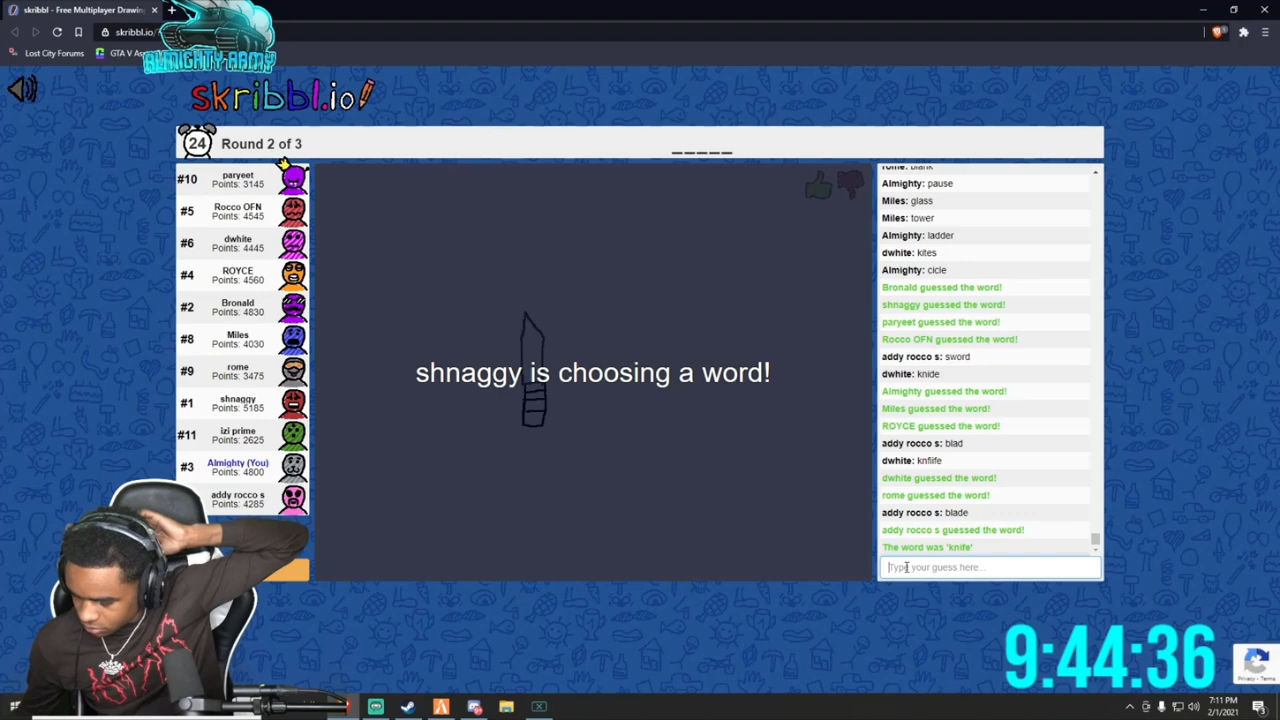 skribbl - Free Multiplayer Drawin
skribbl.io/
Lost City Forums
GTA V As
ALMIGHTY ARMY
skribbl.io
24
Round 2 of 3
_____
#10 paryeet
Points: 3145
#5 Rocco OFN
Points: 4545
#6 dwhite
Points: 4445
#4 ROYCE
Points: 4560
#2 Bronald
Points: 4830
#8 Miles
Points: 4030
#9 rome
Points: 3475
#1 shnaggy
Points: 5185
#11 izi prime
Points: 2625
#3 Almighty (You)
Points: 4800
addy rocco s
Points: 4285
shnaggy is choosing a word!
rome: blank
Almighty: pause
Miles: glass
Miles: tower
Almighty: ladder
dwhite: kites
Almighty: cicle
Bronald guessed the word!
shnaggy guessed the word!
paryeet guessed the word!
Rocco OFN guessed the word!
addy rocco s: sword
dwhite: knide
Almighty guessed the word!
Miles guessed the word!
ROYCE guessed the word!
addy rocco s: blad
dwhite: knfiife
dwhite guessed the word!
rome guessed the word!
addy rocco s: blade
addy rocco s guessed the word!
The word was 'knife'
Type your guess here...
9:44:36
Privacy - Terms
7:11 PM
2/1/2021